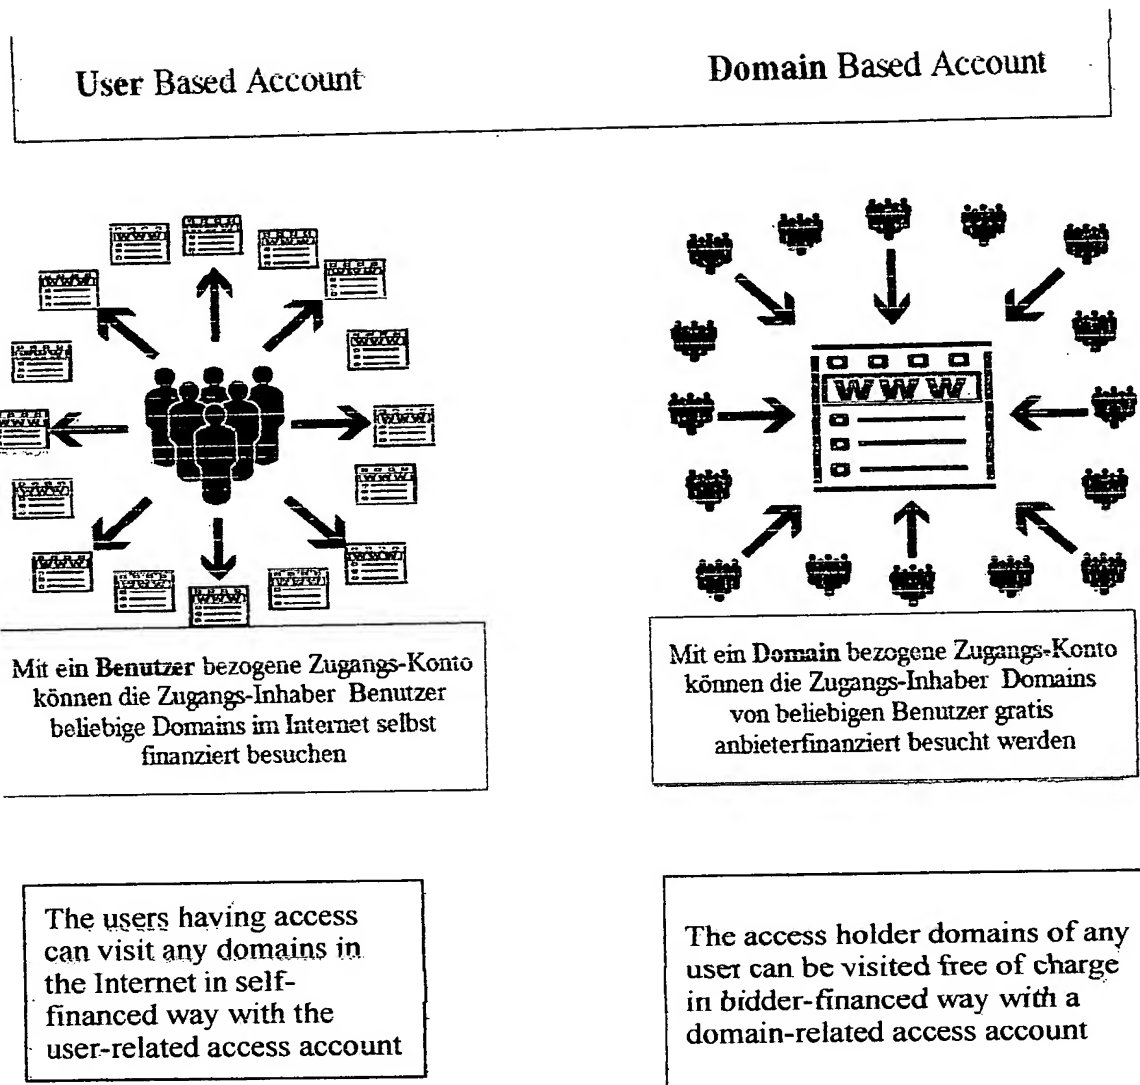 User Based Account
Domain Based Account
WWW
Mit ein Benutzer bezogene Zugangs-Konto
können die Zugangs-Inhaber Benutzer
beliebige Domains im Internet selbst
finanziert besuchen
Mit ein Domain bezogene Zugangs-Konto
können die Zugangs-Inhaber Domains
von beliebigen Benutzer gratis
anbieterfinanziert besucht werden
The users having access
can visit any domains in
the Internet in self-
financed way with the
user-related access account
The access holder domains of any
user can be visited free of charge
in bidder-financed way with a
domain-related access account